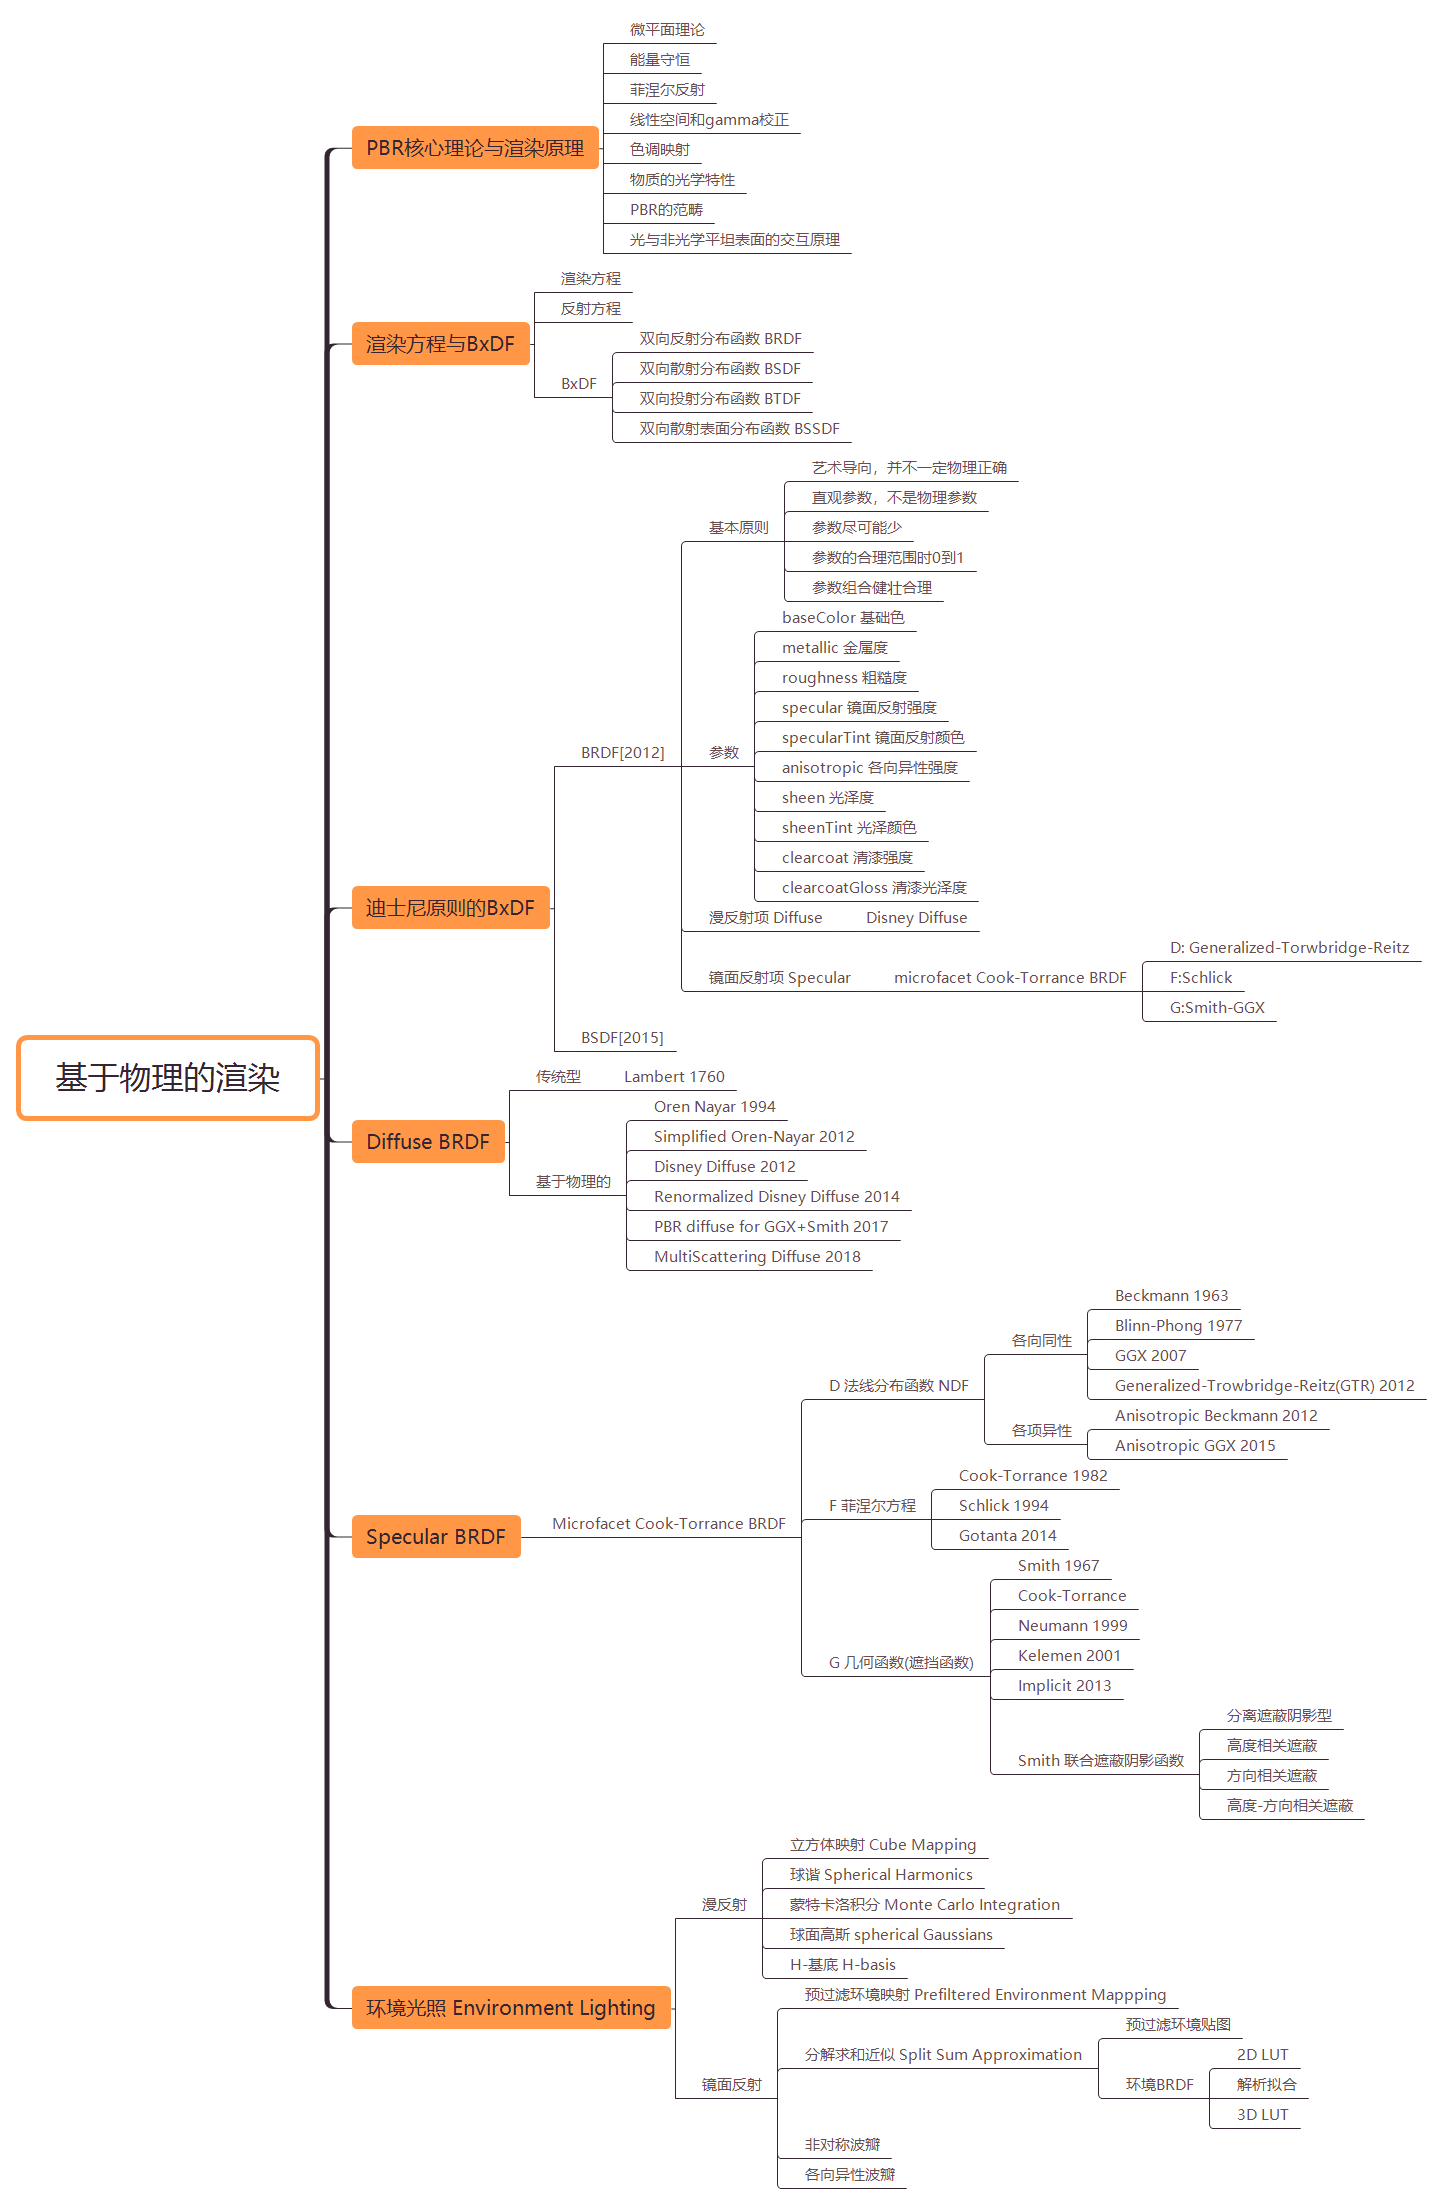 基于物理的渲染
PBR核心理论与渲染原理
微平面理论
能量守恒
菲涅尔反射
线性空间和gamma校正
色调映射
物质的光学特性
PBR的范畴
光与非光学平坦表面的交互原理
渲染方程与BxDF
渲染方程
反射方程
BxDF
双向反射分布函数 BRDF
双向散射分布函数 BSDF
双向投射分布函数 BTDF
双向散射表面分布函数 BSSDF
迪士尼原则的BxDF
BRDF[2012]
基本原则
艺术导向，并不一定物理正确
直观参数，不是物理参数
参数尽可能少
参数的合理范围时0到1
参数组合健壮合理
参数
baseColor 基础色
metallic 金属度
roughness 粗糙度
specular 镜面反射强度
specularTint 镜面反射颜色
anisotropic 各向异性强度
sheen 光泽度
sheenTint 光泽颜色
clearcoat 清漆强度
clearcoatGloss 清漆光泽度
漫反射项 Diffuse
Disney Diffuse
镜面反射项 Specular
microfacet Cook-Torrance BRDF
D: Generalized-Torwbridge-Reitz
F:Schlick
G:Smith-GGX
BSDF[2015]
Diffuse BRDF
传统型
Lambert 1760
基于物理的
Oren Nayar 1994
Simplified Oren-Nayar 2012
Disney Diffuse 2012
Renormalized Disney Diffuse 2014
PBR diffuse for GGX+Smith 2017
MultiScattering Diffuse 2018
Specular BRDF
Microfacet Cook-Torrance BRDF
D 法线分布函数 NDF
各向同性
Beckmann 1963
Blinn-Phong 1977
GGX 2007
Generalized-Trowbridge-Reitz(GTR) 2012
各项异性
Anisotropic Beckmann 2012
Anisotropic GGX 2015
F 菲涅尔方程
Cook-Torrance 1982
Schlick 1994
Gotanta 2014
G 几何函数(遮挡函数)
Smith 1967
Cook-Torrance
Neumann 1999
Kelemen 2001
Implicit 2013
Smith 联合遮蔽阴影函数
分离遮蔽阴影型
高度相关遮蔽
方向相关遮蔽
高度-方向相关遮蔽
环境光照 Environment Lighting
漫反射
立方体映射 Cube Mapping
球谐 Spherical Harmonics
蒙特卡洛积分 Monte Carlo Integration
球面高斯 spherical Gaussians
H-基底 H-basis
镜面反射
预过滤环境映射 Prefiltered Environment Mappping
分解求和近似 Split Sum Approximation
预过滤环境贴图
环境BRDF
2D LUT
解析拟合
3D LUT
非对称波瓣
各向异性波瓣